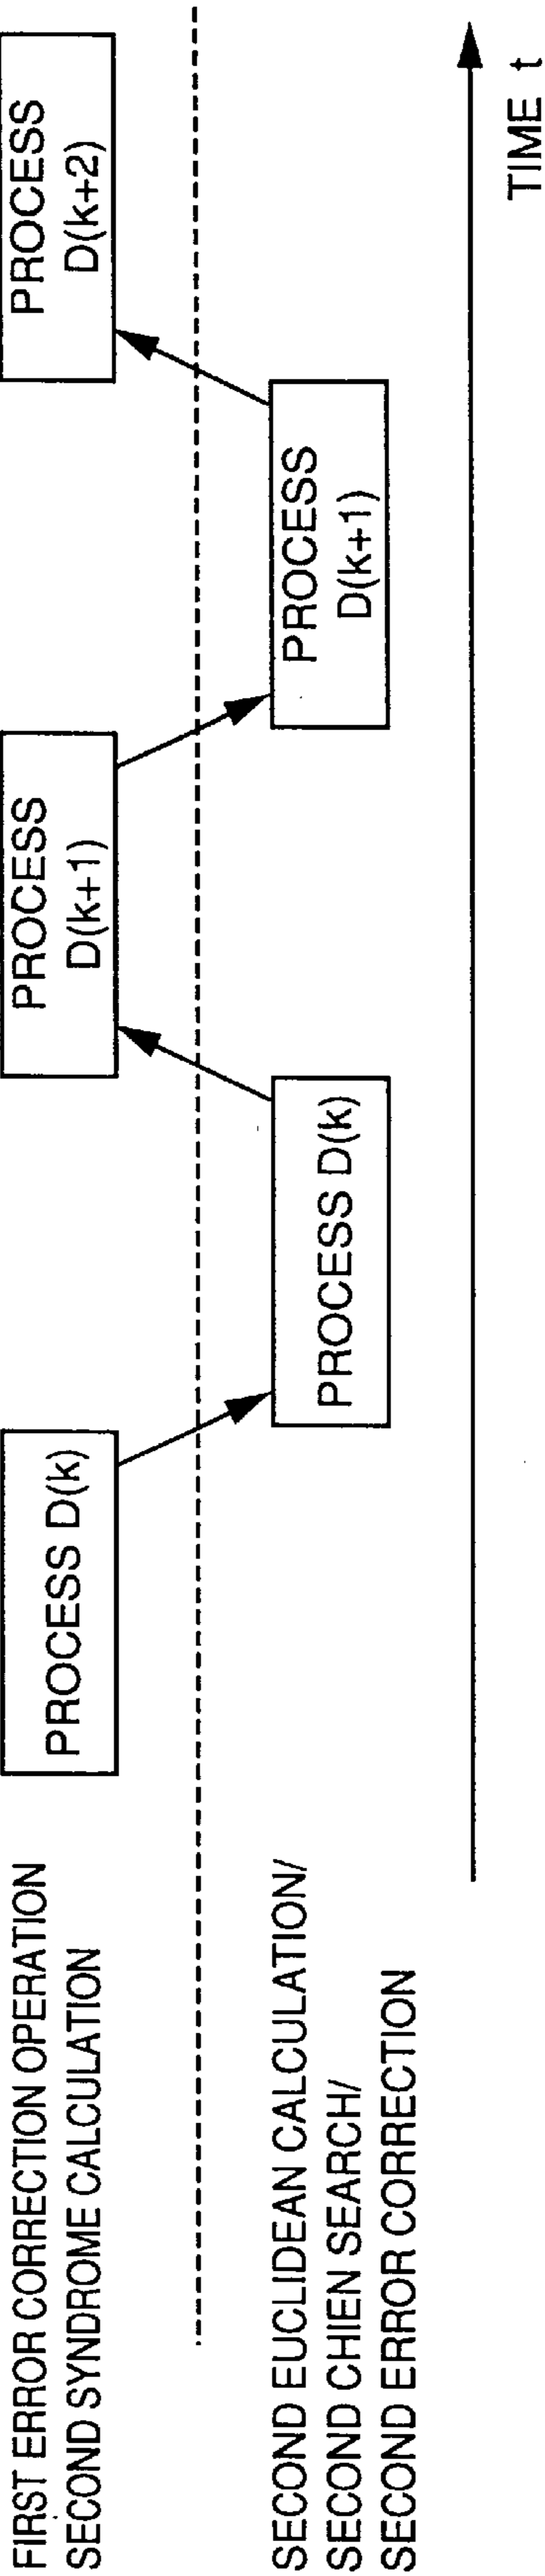 FIRST ERROR CORRECTION OPERATION
SECOND SYNDROME CALCULATION
PROCESS D(k)
PROCESS
D(k+1)
PROCESS
D(k+2)
SECOND EUCLIDEAN CALCULATION/
SECOND CHIEN SEARCH/
SECOND ERROR CORRECTION
PROCESS D(k)
PROCESS
D(k+1)
TIME t